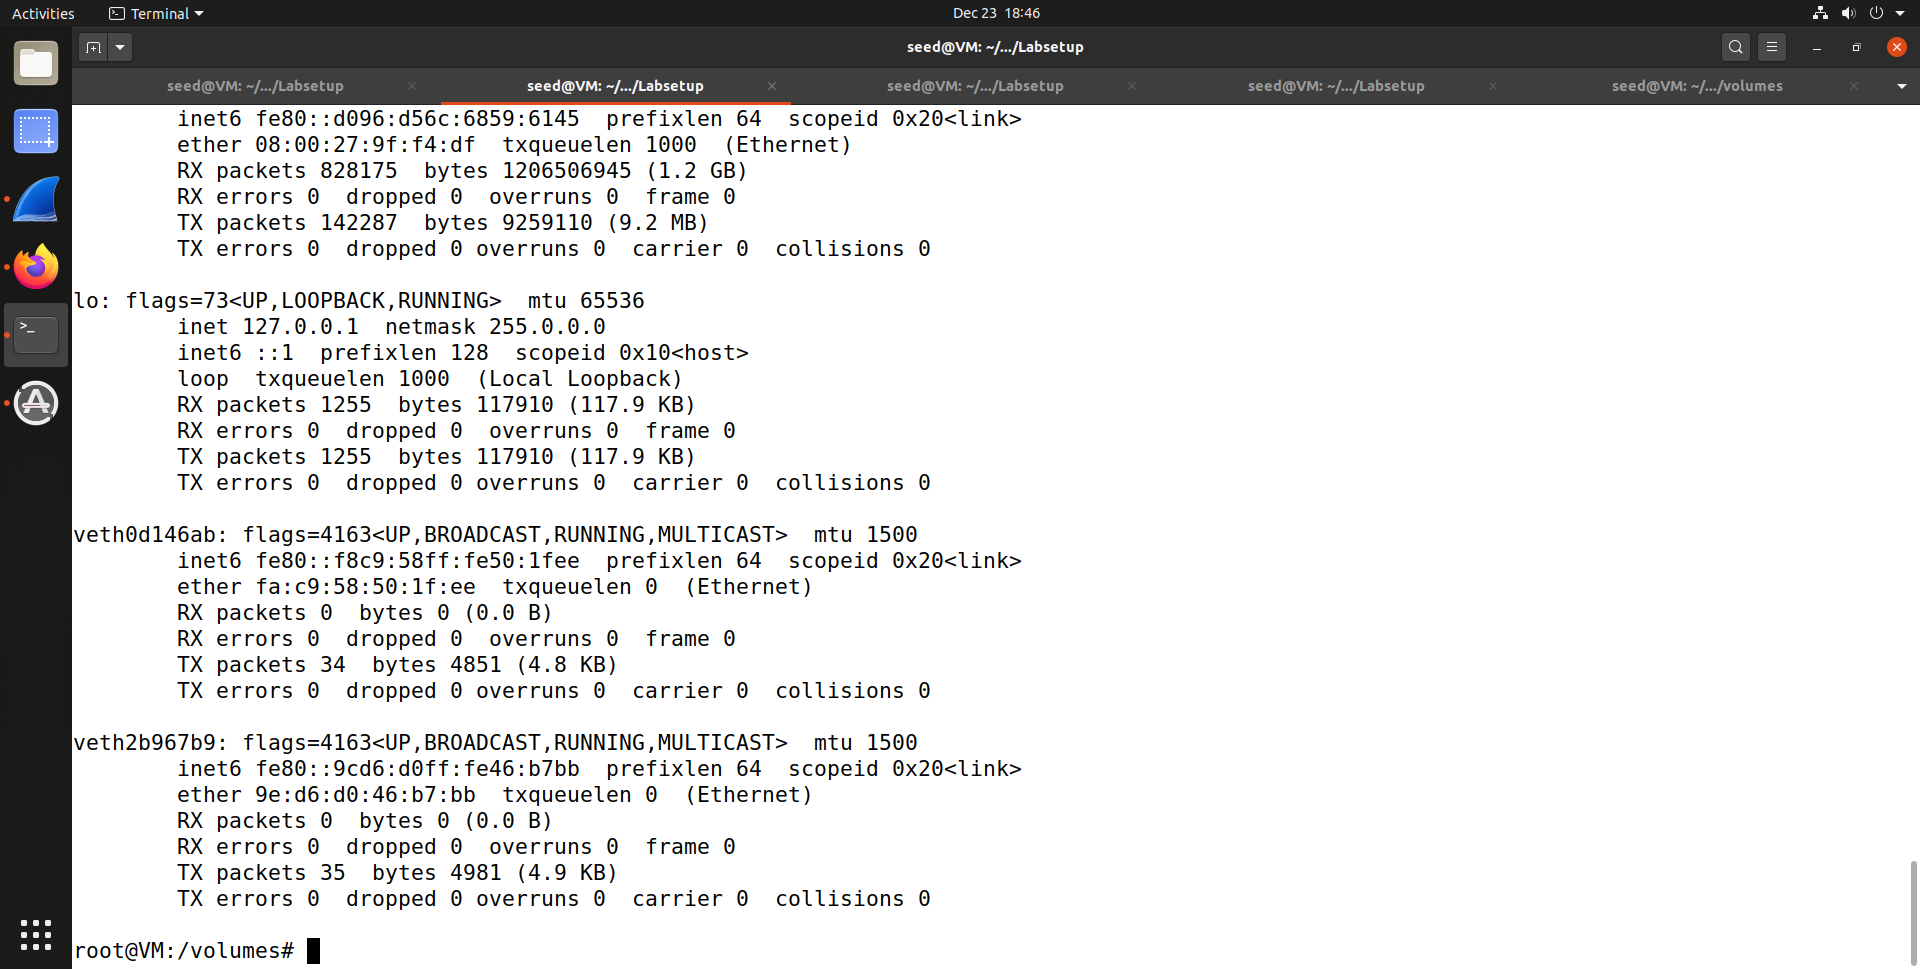 Activities Terminal Dec 23 18:46
seed@VM: ~/.../Labsetup
seed@VM: ~/.../Labsetup seed@VM: ~/.../Labsetup seed@VM: ~/.../Labsetup seed@VM: ~/.../Labsetup seed@VM: ~/.../volumes
inet6 fe80::d096:d56c:6859:6145 prefixlen 64 scopeid 0x20<link>
ether 08:00:27:9f:f4:df txqueuelen 1000 (Ethernet)
RX packets 828175 bytes 1206506945 (1.2 GB)
RX errors 0 dropped 0 overruns 0 frame 0
TX packets 142287 bytes 9259110 (9.2 MB)
TX errors 0 dropped 0 overruns 0 carrier 0 collisions 0
lo: flags=73<UP,LOOPBACK,RUNNING> mtu 65536
inet 127.0.0.1 netmask 255.0.0.0
inet6 ::1 prefixlen 128 scopeid 0x10<host>
loop txqueuelen 1000 (Local Loopback)
RX packets 1255 bytes 117910 (117.9 KB)
RX errors 0 dropped 0 overruns 0 frame 0
TX packets 1255 bytes 117910 (117.9 KB)
TX errors 0 dropped 0 overruns 0 carrier 0 collisions 0
veth0d146ab: flags=4163<UP,BROADCAST,RUNNING,MULTICAST> mtu 1500
inet6 fe80::f8c9:58ff:fe50:1fee prefixlen 64 scopeid 0x20<link>
ether fa:c9:58:50:1f:ee txqueuelen 0 (Ethernet)
RX packets 0 bytes 0 (0.0 B)
RX errors 0 dropped 0 overruns 0 frame 0
TX packets 34 bytes 4851 (4.8 KB)
TX errors 0 dropped 0 overruns 0 carrier 0 collisions 0
veth2b967b9: flags=4163<UP,BROADCAST,RUNNING,MULTICAST> mtu 1500
inet6 fe80::9cd6:d0ff:fe46:b7bb prefixlen 64 scopeid 0x20<link>
ether 9e:d6:d0:46:b7:bb txqueuelen 0 (Ethernet)
RX packets 0 bytes 0 (0.0 B)
RX errors 0 dropped 0 overruns 0 frame 0
TX packets 35 bytes 4981 (4.9 KB)
TX errors 0 dropped 0 overruns 0 carrier 0 collisions 0
root@VM:/volumes#